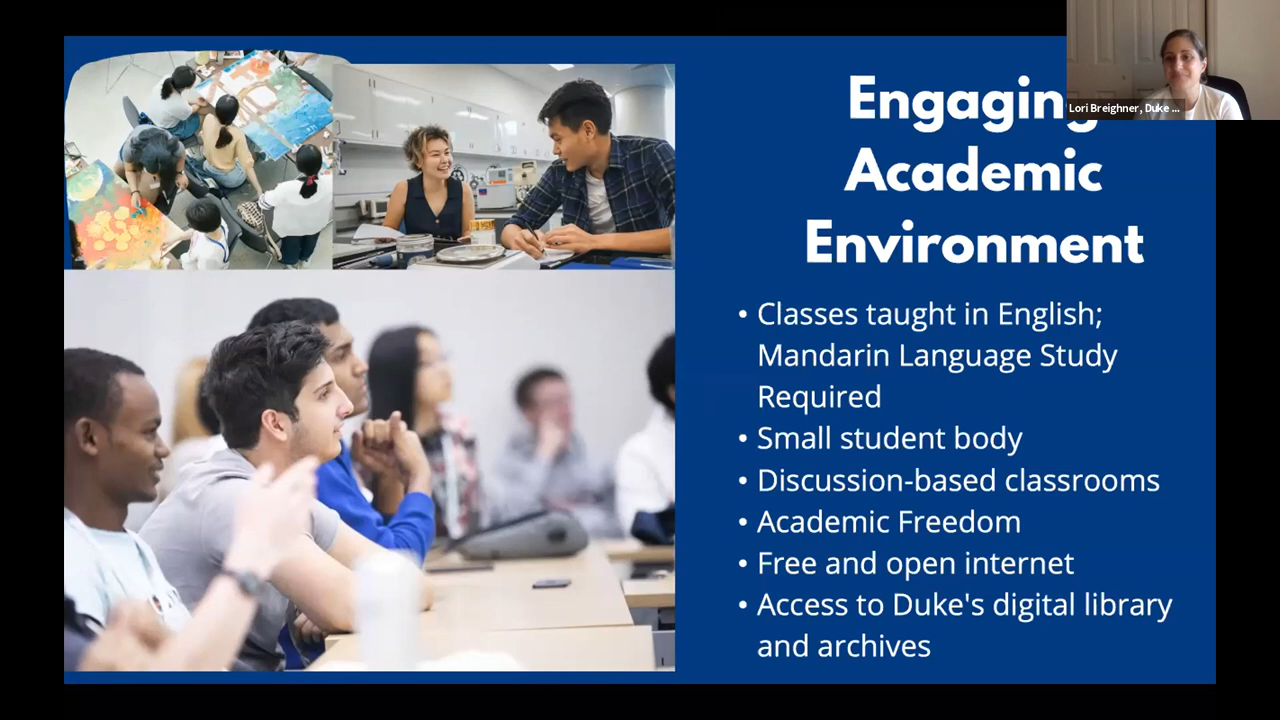 Engaging
Academic
Environment
Lori Breighner, Duke ...
• Classes taught in English;
Mandarin Language Study
Required
• Small student body
• Discussion-based classrooms
• Academic Freedom
• Free and open internet
• Access to Duke's digital library
and archives